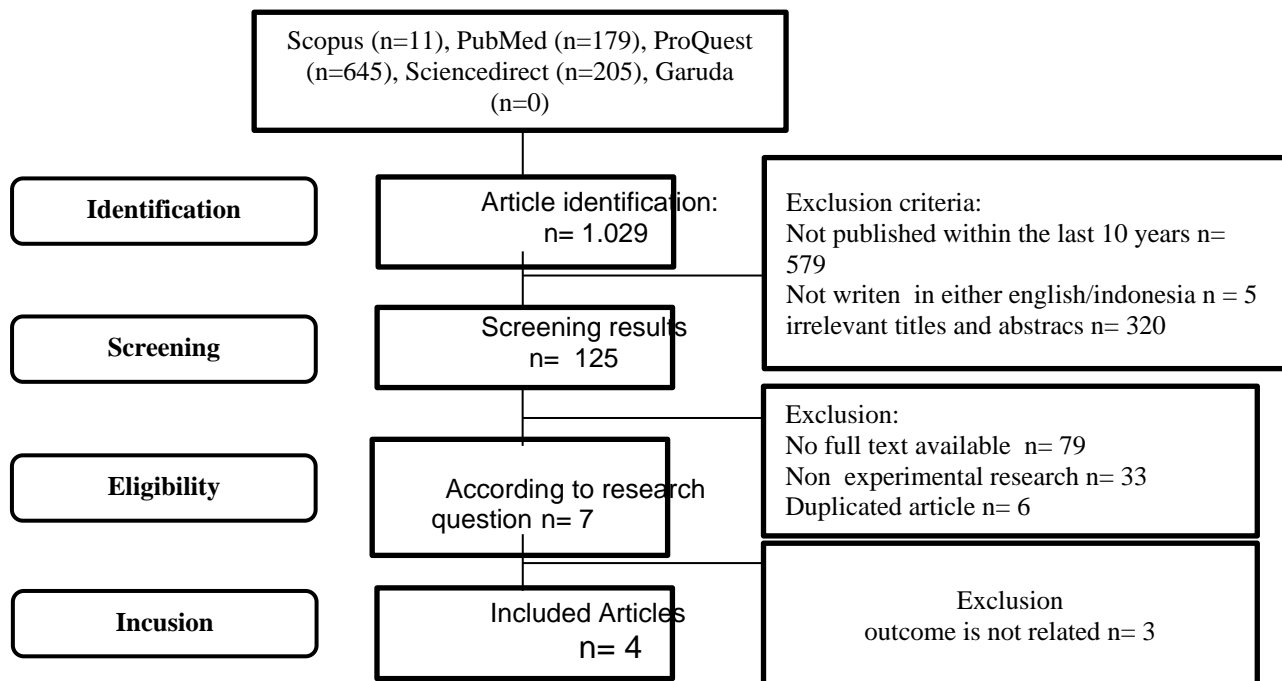 Scopus (n=11), PubMed (n=179), ProQuest
(n=645), Sciencedirect (n=205), Garuda
(n=0)
Identification
Article identification:
n= 1.029
Exclusion criteria:
Not published within the last 10 years n=
579
Not writen in either english/indonesia n = 5
irrelevant titles and abstracs n= 320
Screening
Screening results
n= 125
Exclusion:
No full text available n= 79
Non experimental research n= 33
Duplicated article n= 6
Eligibility
According to research
question n= 7
Incusion
Included Articles
n= 4
Exclusion
outcome is not related n= 3